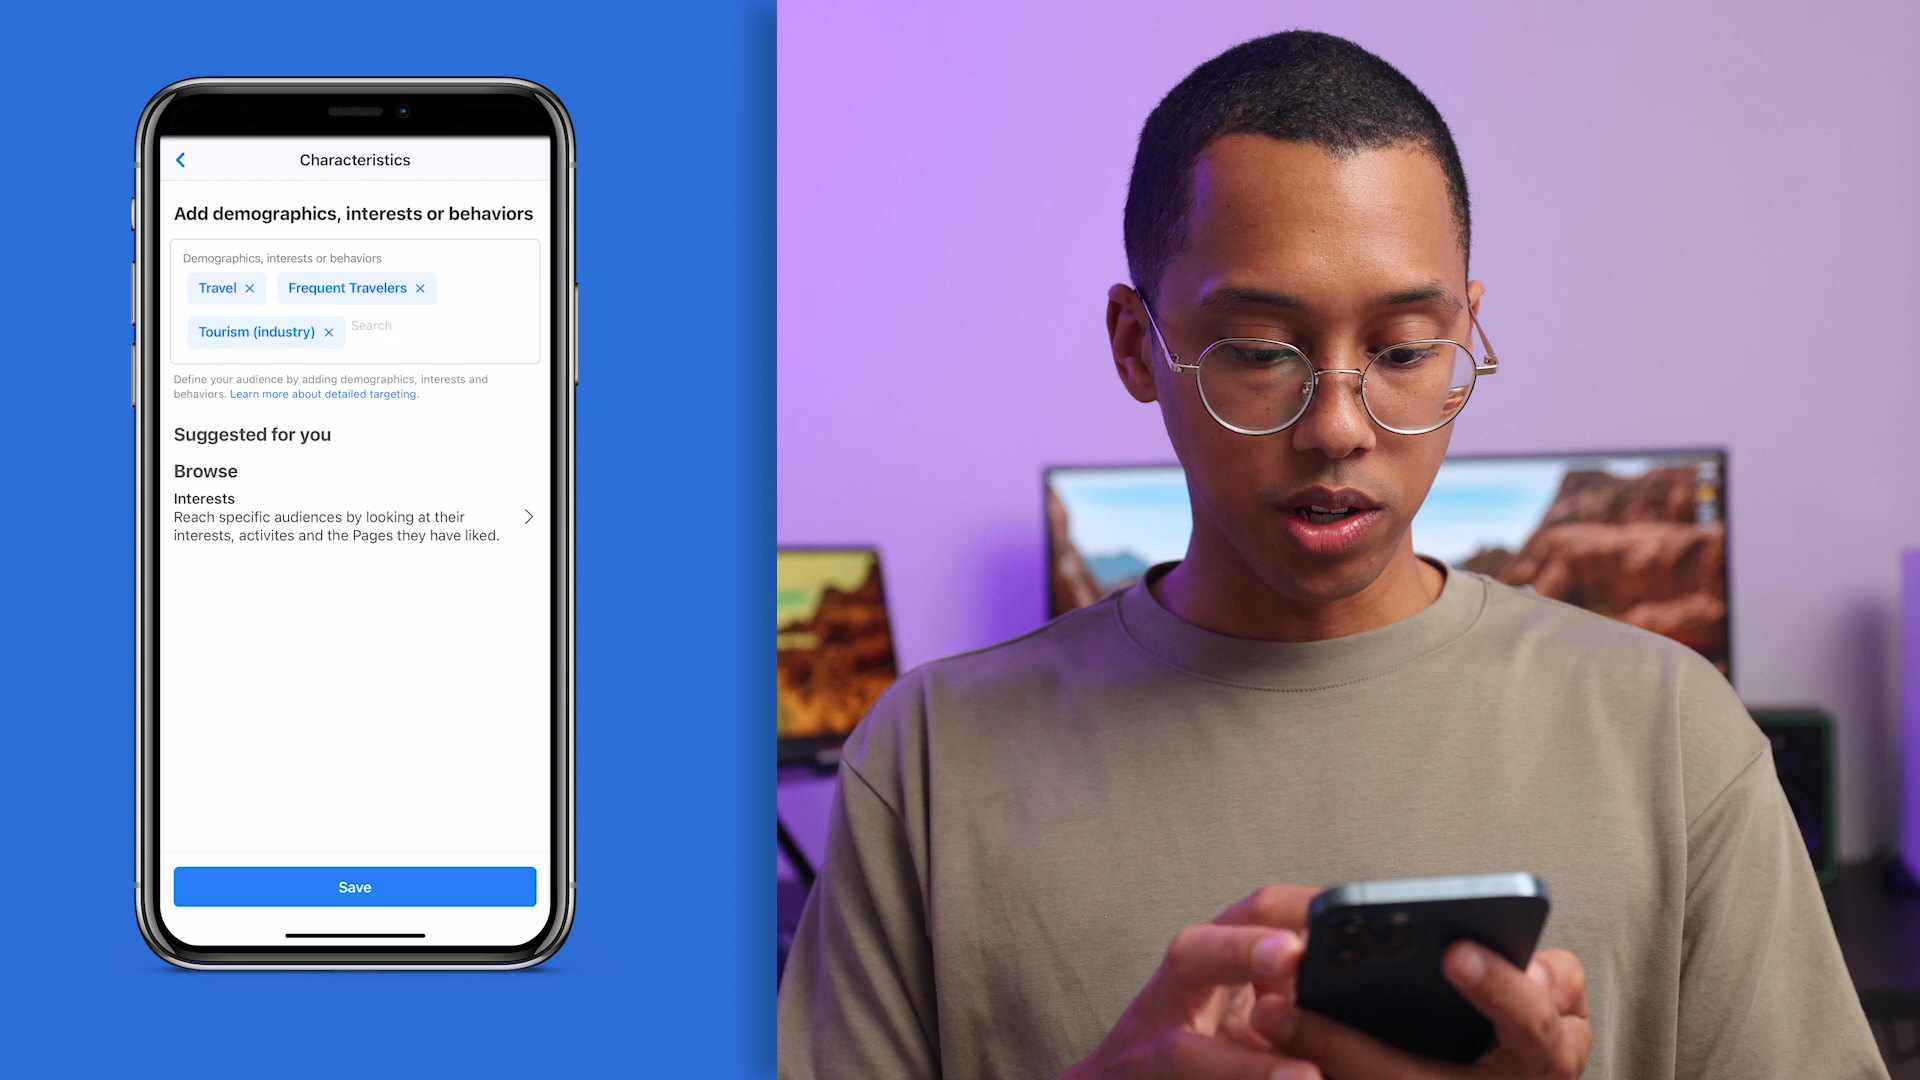 Characteristics
Add demographics, interests or behaviors
Demographics, interests or behaviors
Travel ×
Frequent Travelers ×
Tourism (industry) ×
Search
Define your audience by adding demographics, interests and
behaviors. Learn more about detailed targeting.
Suggested for you
Browse
Interests
Reach specific audiences by looking at their
interests, activites and the Pages they have liked.
Save